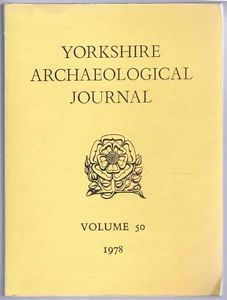 YORKSHIRE
ARCHAEOLOGICAL
JOURNAL
VOLUME 50
1978